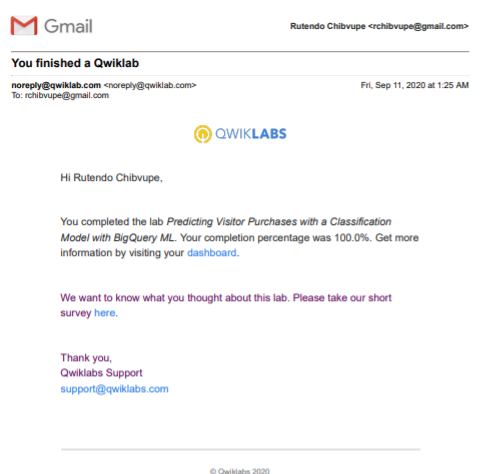 Gmail
Rutendo Chibvupe <rchibvupe@gmail.com>
You finished a Qwiklab
noreply@qwiklab.com <noreply@qwiklab.com>
Fri, Sep 11, 2020 at 1:25 AM
To: rchibvupe@gmail.com
QWIKLABS
Hi Rutendo Chibvupe,
You completed the lab Predicting Visitor Purchases with a Classification
Model with BigQuery ML. Your completion percentage was 100.0%. Get more
information by visiting your dashboard.
We want to know what you thought about this lab. Please take our short
survey here.
Thank you,
Qwiklabs Support
support@qwiklabs.com
© Qwiklabs 2020